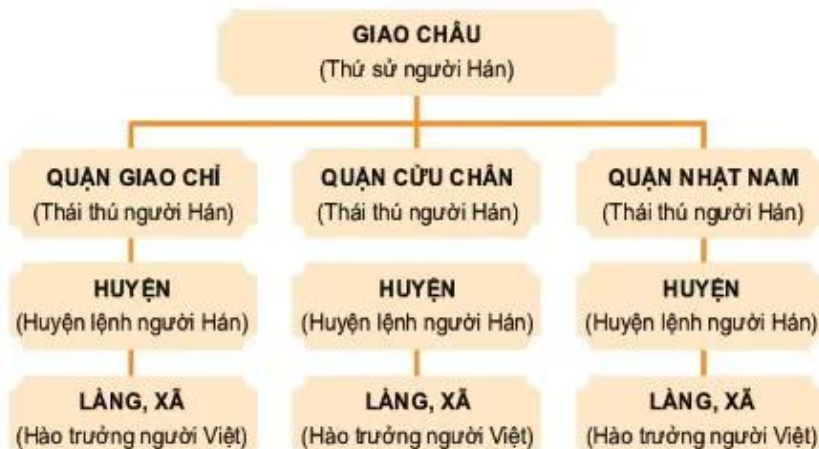 GIAO CHÂU
(Thứ sử người Hán)
QUẬN GIAO CHỈ
(Thái thú người Hán)
QUẬN CỬU CHÂN
(Thái thú người Hán)
QUẬN NHẬT NAM
(Thái thú người Hán)
HUYỆN
(Huyện lệnh người Hán)
HUYỆN
(Huyện lệnh người Hán)
HUYỆN
(Huyện lệnh người Hán)
LÀNG, XÃ
(Hào trưởng người Việt)
LÀNG, XÃ
(Hào trưởng người Việt)
LÀNG, XÃ
(Hào trưởng người Việt)